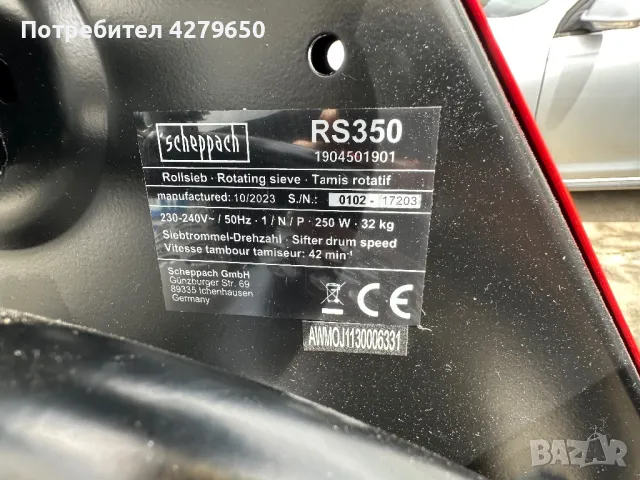 Потребител 4279650
scheppach
RS350
1904501901
Rollsieb · Rotating sieve · Tamis rotatif
manufactured: 10/2023 S./N.: 0102 - 17203
230-240V~ / 50Hz · 1 / N / P · 250 W · 32 kg
Siebtrommel-Drehzahl · Sifter drum speed
Vitesse tambour tamiseur: 42 min⁻¹
Scheppach GmbH
Günzburger Str. 69
89335 Ichenhausen
Germany
CE
AWMOJ1130006331
BAZAR